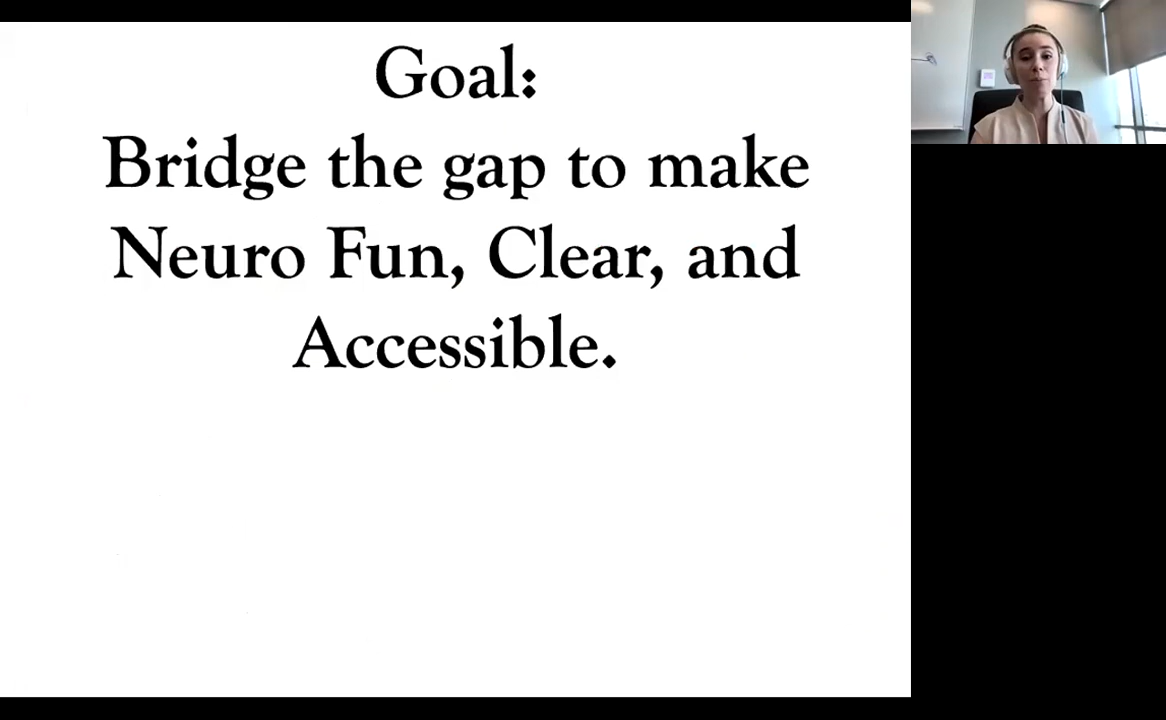 Goal:
Bridge the gap to make
Neuro Fun, Clear, and
Accessible.